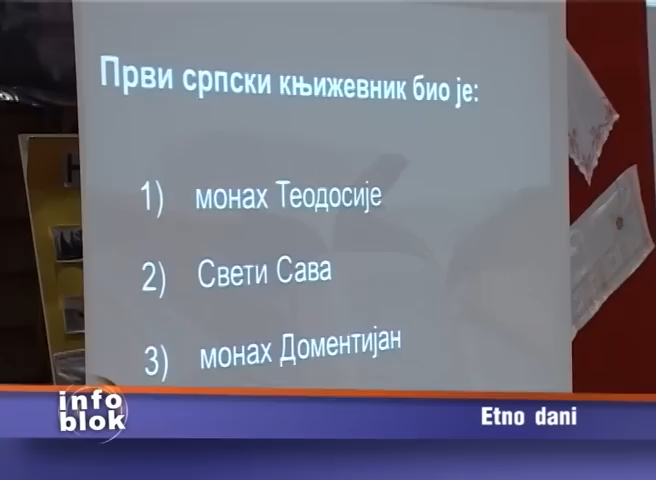 Први српски књижевник био је:
1) монах Теодосије
2) Свети Сава
3) монах Доментијан
info
blok
Etno dani